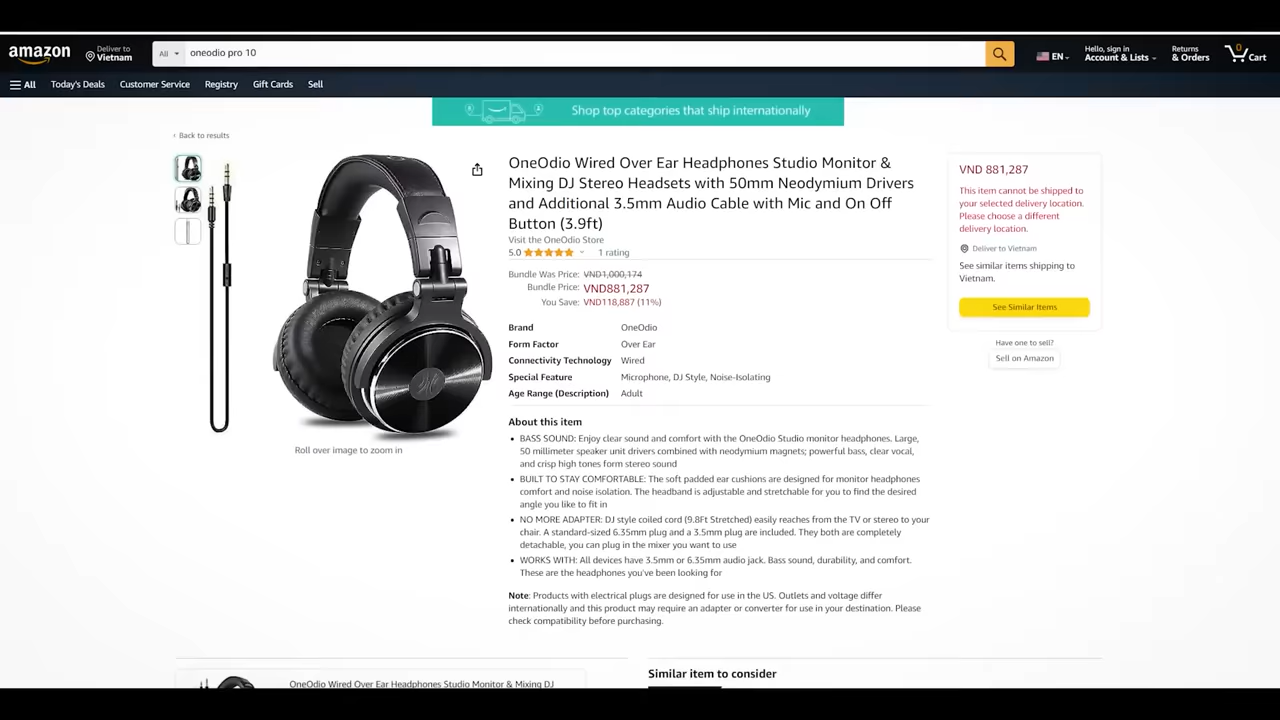 amazon
Deliver to
Vietnam
All
oneodio pro 10
EN
Hello, sign in
Account & Lists
Returns
& Orders
0
Cart
All
Today's Deals
Customer Service
Registry
Gift Cards
Sell
Shop top categories that ship internationally
‹ Back to results
OneOdio Wired Over Ear Headphones Studio Monitor &
Mixing DJ Stereo Headsets with 50mm Neodymium Drivers
and Additional 3.5mm Audio Cable with Mic and On Off
Button (3.9ft)
Visit the OneOdio Store
5.0
1 rating
Bundle Was Price: VND1,000,174
Bundle Price: VND881,287
You Save: VND118,887 (11%)
Brand OneOdio
Form Factor Over Ear
Connectivity Technology Wired
Special Feature Microphone, DJ Style, Noise-Isolating
Age Range (Description) Adult
About this item
• BASS SOUND: Enjoy clear sound and comfort with the OneOdio Studio monitor headphones. Large,
50 millimeter speaker unit drivers combined with neodymium magnets; powerful bass, clear vocal,
and crisp high tones form stereo sound
• BUILT TO STAY COMFORTABLE: The soft padded ear cushions are designed for monitor headphones
comfort and noise isolation. The headband is adjustable and stretchable for you to find the desired
angle you like to fit in
• NO MORE ADAPTER: DJ style coiled cord (9.8Ft Stretched) easily reaches from the TV or stereo to your
chair. A standard-sized 6.35mm plug and a 3.5mm plug are included. They both are completely
detachable, you can plug in the mixer you want to use
• WORKS WITH: All devices have 3.5mm or 6.35mm audio jack. Bass sound, durability, and comfort.
These are the headphones you've been looking for
Note: Products with electrical plugs are designed for use in the US. Outlets and voltage differ
internationally and this product may require an adapter or converter for use in your destination. Please
check compatibility before purchasing.
Roll over image to zoom in
VND 881,287
This item cannot be shipped to
your selected delivery location.
Please choose a different
delivery location.
Deliver to Vietnam
See similar items shipping to
Vietnam.
See Similar Items
Have one to sell?
Sell on Amazon
OneOdio Wired Over Ear Headphones Studio Monitor & Mixing DJ
Similar item to consider